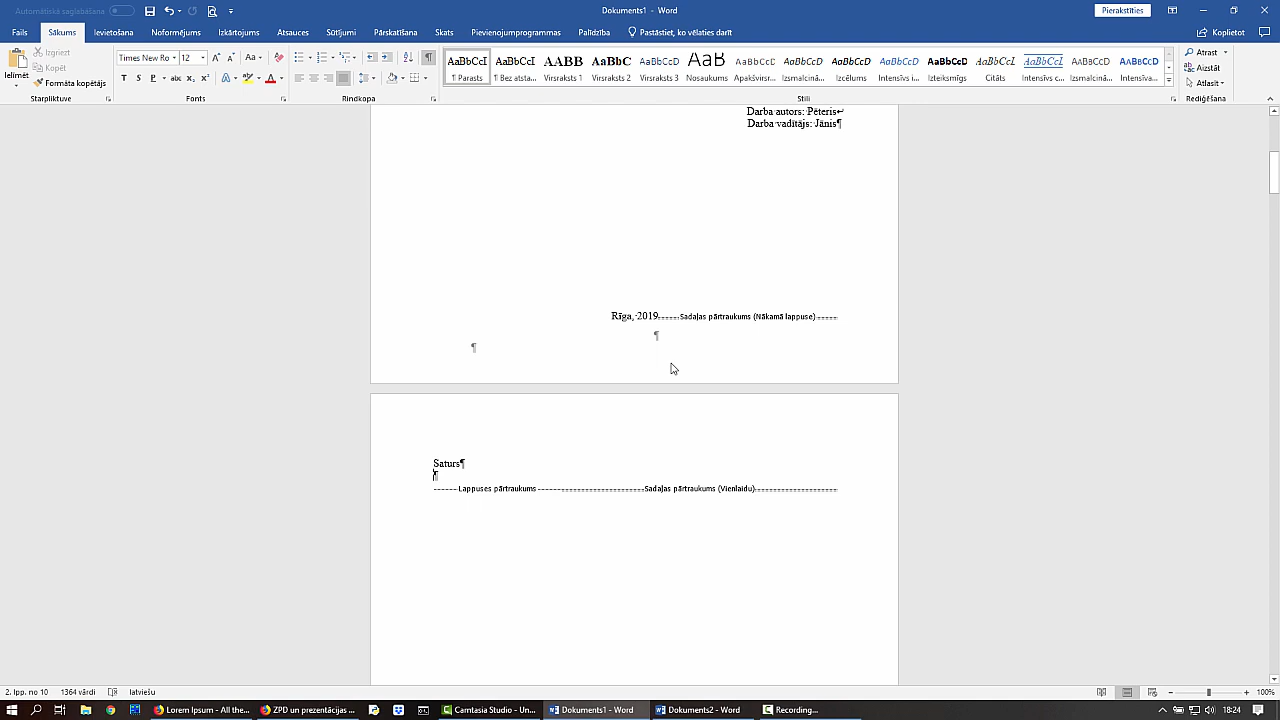 Automātiskā saglabāšana
Dokuments1 - Word
Pierakstīties
Fails Sākums Ievietošana Noformējums Izkārtojums Atsauces Sūtījumi Pārskatīšana Skats Pievienojumprogrammas Palīdzība Pastāstiet, ko vēlaties darīt
Kopīgot
Ielīmēt
Izgriezt
Kopēt
Formāta kopētājs
Starpliktuve
Times New Ro 12
Fonts
Rindkopa
AaBbCcI AaBbCcI AABB AaBbC AaBbCcD AaB AaBbCcD AaBbCcD AaBbCcD AaBbCcD AaBbCcD AaBbCcI AaBbCcI AABBCCD AaBbCcD
¶ Parasts ¶ Bez atsta... Virsraksts 1 Virsraksts 2 Virsraksts 3 Nosaukums Apakšvirs... Izsmalcinā... Izcēlums Intensīvs i... Izteiksmīgs Citāts Intensīvs c... Izsmalcinā... Intensīva...
Stili
Atrast
Aizstāt
Atlasīt
Rediģēšana
Darba·autors:·Pēteris↵
Darba·vadītājs:·Jānis¶
Rīga,·2019 Sadaļas pārtraukums (Nākamā lappuse)
¶
¶
Saturs¶
¶
Lappuses pārtraukums Sadaļas pārtraukums (Vienlaidu)
2. lpp. no 10 1364 vārdi latviešu
100%
Lorem Ipsum - All the... ZPD un prezentācijas ... Camtasia Studio - Un... Dokuments1 - Word Dokuments2 - Word Recording...
18:24